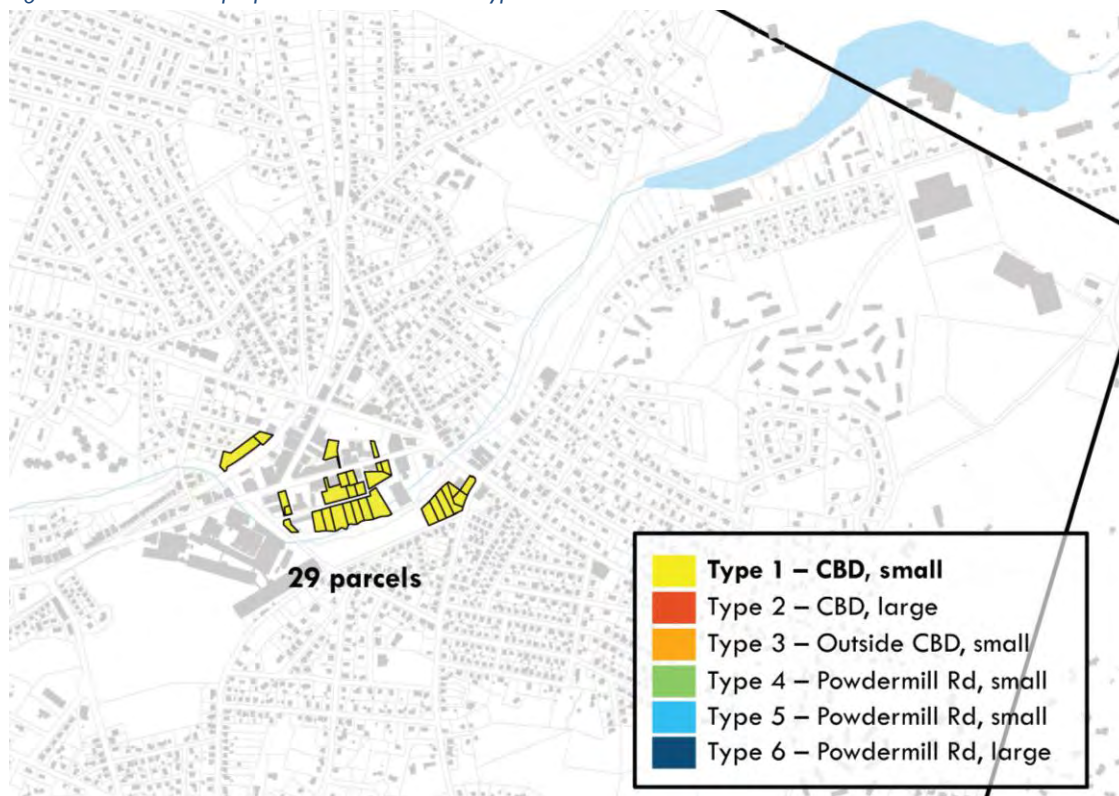 29 parcels
Type 1 – CBD, small
Type 2 – CBD, large
Type 3 – Outside CBD, small
Type 4 – Powdermill Rd, small
Type 5 – Powdermill Rd, small
Type 6 – Powdermill Rd, large